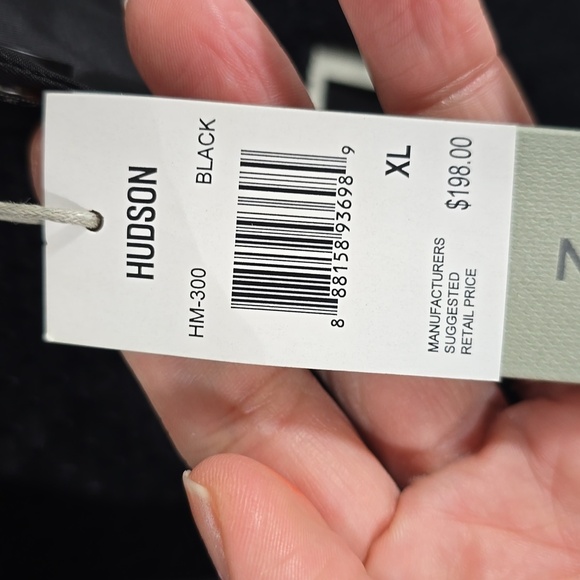 HUDSON
HM-300 BLACK
8 88158 93698 9
XL
MANUFACTURERS
SUGGESTED
RETAIL PRICE
$198.00